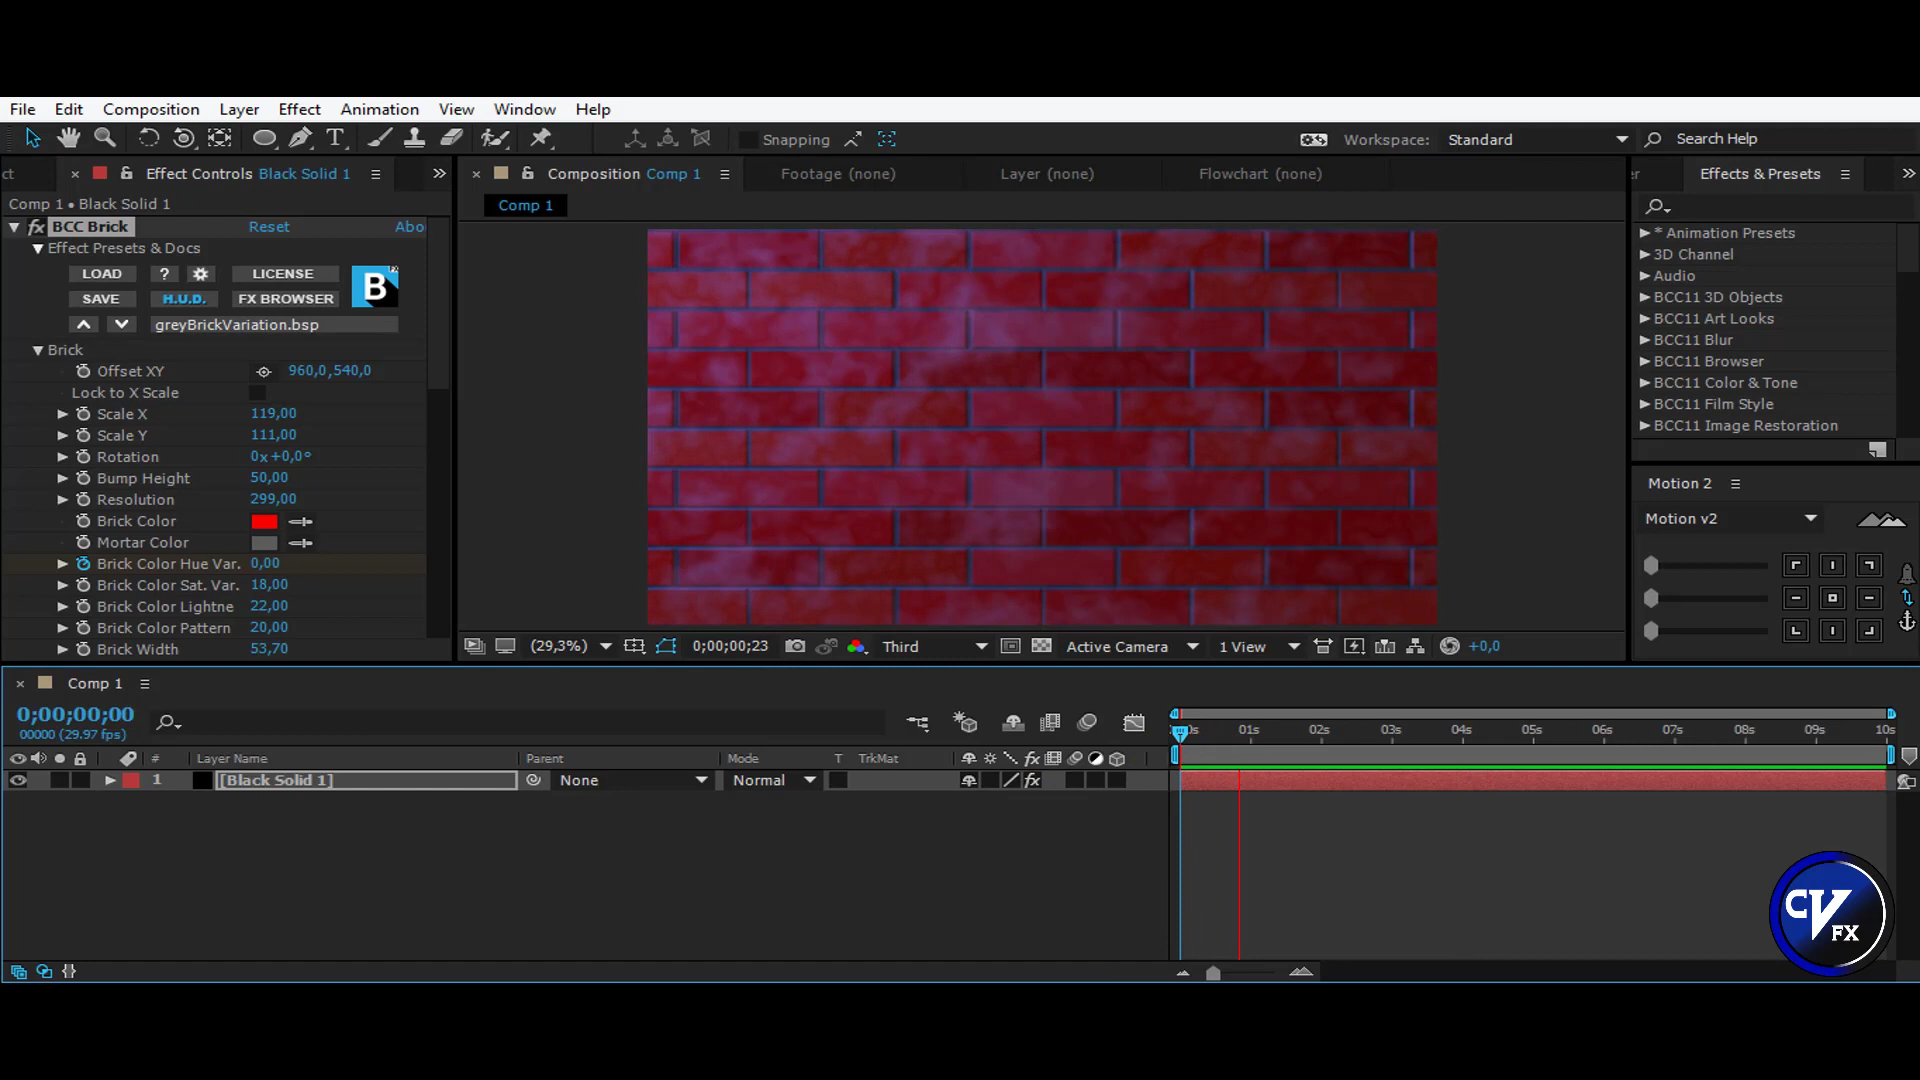 File Edit Composition Layer Effect Animation View Window Help
Snapping Workspace: Standard Search Help
ct Effect Controls Black Solid 1 Composition Comp 1 Footage (none) Layer (none) Flowchart (none) er Effects & Presets
Comp 1 • Black Solid 1 Comp 1
fx BCC Brick Reset Abo
Effect Presets & Docs
LOAD ? LICENSE B FX
SAVE H.U.D. FX BROWSER
greyBrickVariation.bsp
Brick
Offset XY 960,0,540,0
Lock to X Scale
Scale X 119,00
Scale Y 111,00
Rotation 0x+0,0°
Bump Height 50,00
Resolution 299,00
Brick Color
Mortar Color
Brick Color Hue Var. 0,00
Brick Color Sat. Var. 18,00
Brick Color Lightne 22,00
Brick Color Pattern 20,00
Brick Width 53,70
* Animation Presets
3D Channel
Audio
BCC11 3D Objects
BCC11 Art Looks
BCC11 Blur
BCC11 Browser
BCC11 Color & Tone
BCC11 Film Style
BCC11 Image Restoration
Motion 2
Motion v2
(29,3%) 0;00;00;23 Third Active Camera 1 View +0,0
Comp 1
0;00;00;00
00000 (29.97 fps)
0s 01s 02s 03s 04s 05s 06s 07s 08s 09s 10s
# Layer Name Parent Mode T TrkMat fx
1 [Black Solid 1] None Normal fx
CV
FX